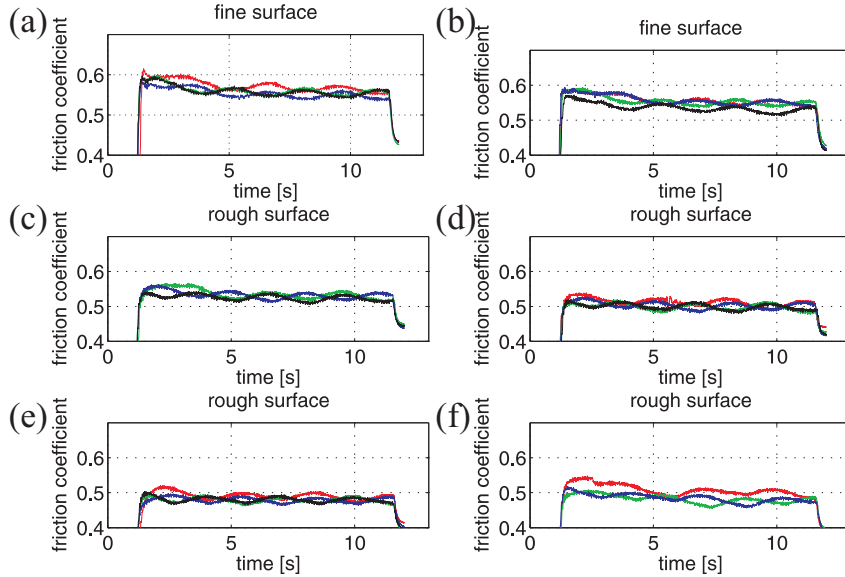 (a)
fine surface
friction coefficient
0.6
0.5
0.4
0
5
10
time [s]
(b)
fine surface
friction coefficient
0.6
0.5
0.4
0
5
10
time [s]
(c)
rough surface
friction coefficient
0.6
0.5
0.4
0
5
10
time [s]
(d)
rough surface
friction coefficient
0.6
0.5
0.4
0
5
10
time [s]
(e)
rough surface
friction coefficient
0.6
0.5
0.4
0
5
10
time [s]
(f)
rough surface
friction coefficient
0.6
0.5
0.4
0
5
10
time [s]